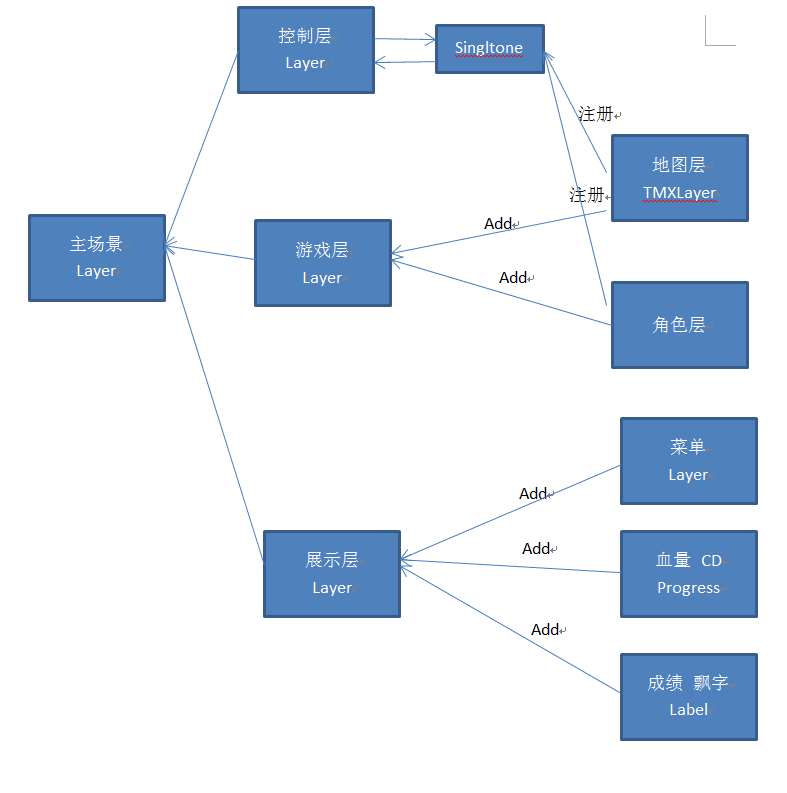 控制层
Layer
Singltone
注册
地图层
TMXLayer
注册
Add
主场景
Layer
游戏层
Layer
Add
角色层
菜单
Layer
Add
展示层
Layer
Add
血量 CD
Progress
Add
成绩 飘字
Label